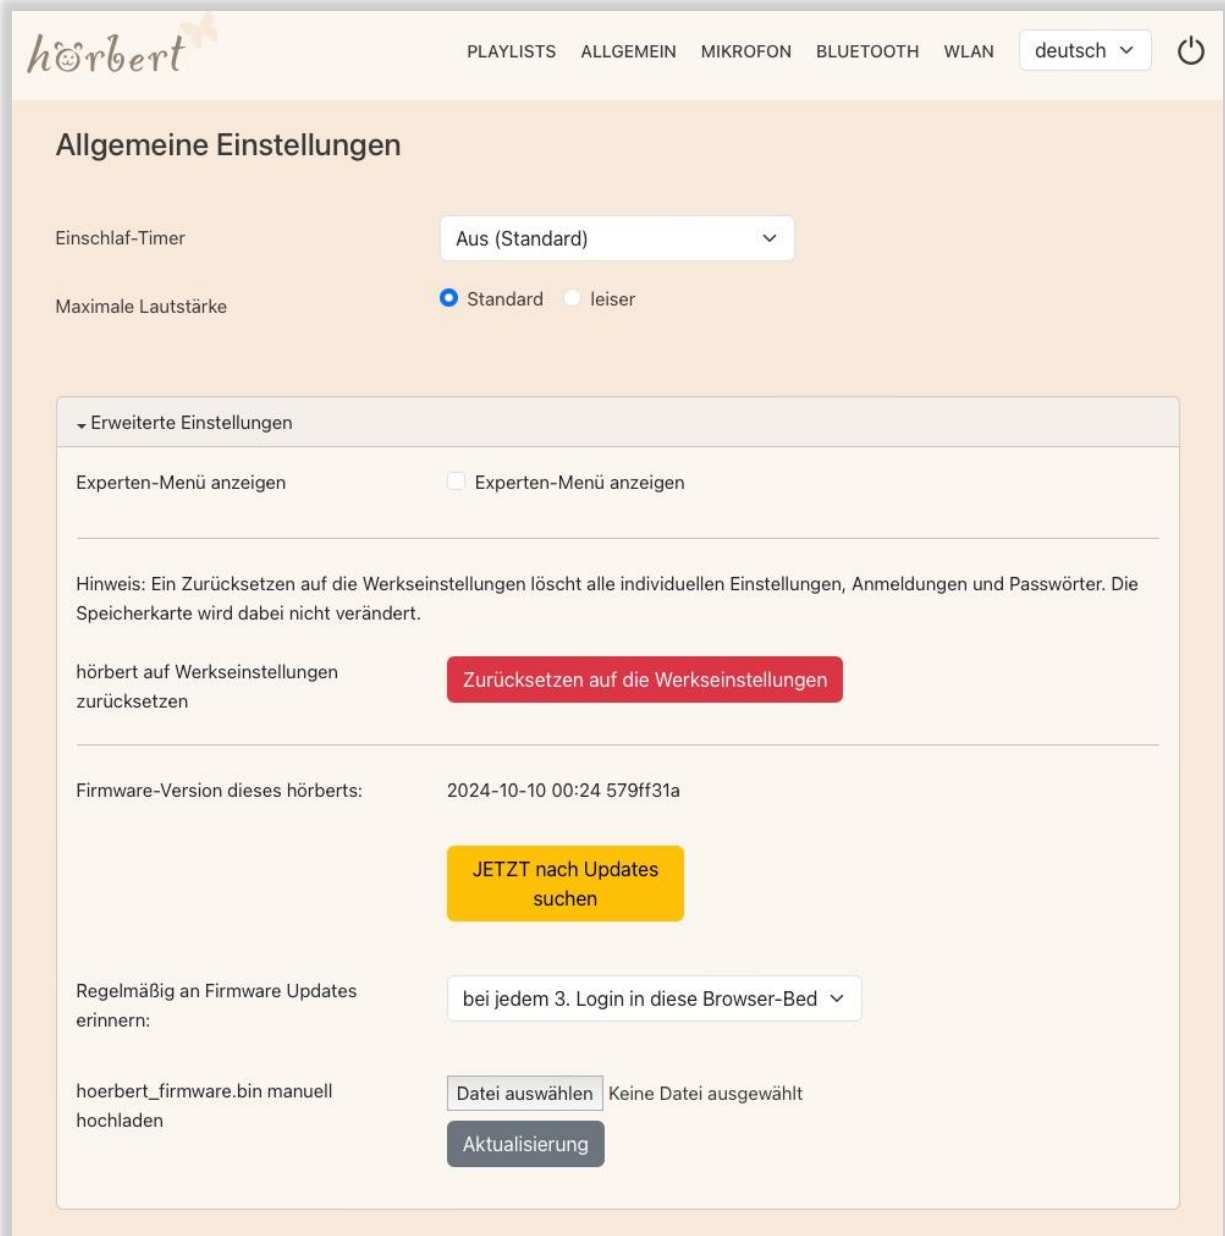 hörbert
PLAYLISTS ALLGEMEIN MIKROFON BLUETOOTH WLAN deutsch
Allgemeine Einstellungen
Einschlaf-Timer Aus (Standard)
Maximale Lautstärke Standard leiser
Erweiterte Einstellungen
Experten-Menü anzeigen Experten-Menü anzeigen
Hinweis: Ein Zurücksetzen auf die Werkseinstellungen löscht alle individuellen Einstellungen, Anmeldungen und Passwörter. Die
Speicherkarte wird dabei nicht verändert.
hörbert auf Werkseinstellungen
zurücksetzen
Zurücksetzen auf die Werkseinstellungen
Firmware-Version dieses hörberts: 2024-10-10 00:24 579ff31a
JETZT nach Updates
suchen
Regelmäßig an Firmware Updates
erinnern:
bei jedem 3. Login in diese Browser-Bed
hoerbert_firmware.bin manuell
hochladen
Datei auswählen Keine Datei ausgewählt
Aktualisierung